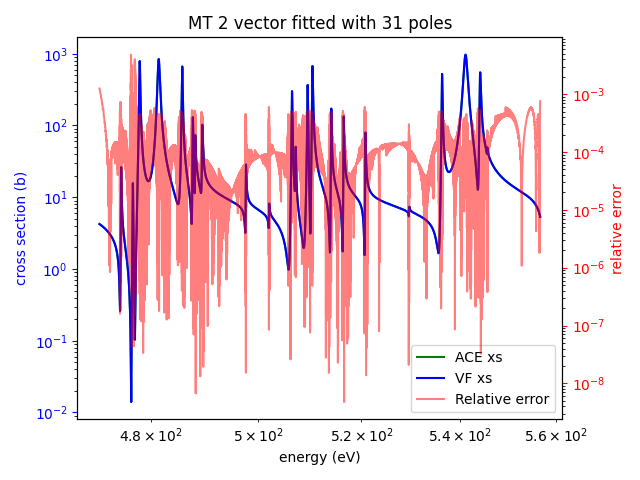 MT 2 vector fitted with 31 poles
cross section (b)
10³
10²
10¹
10⁰
10⁻¹
10⁻²
relative error
10⁻³
10⁻⁴
10⁻⁵
10⁻⁶
10⁻⁷
10⁻⁸
ACE xs
VF xs
Relative error
4.8 × 10²
5 × 10²
5.2 × 10²
5.4 × 10²
5.6 × 10²
energy (eV)